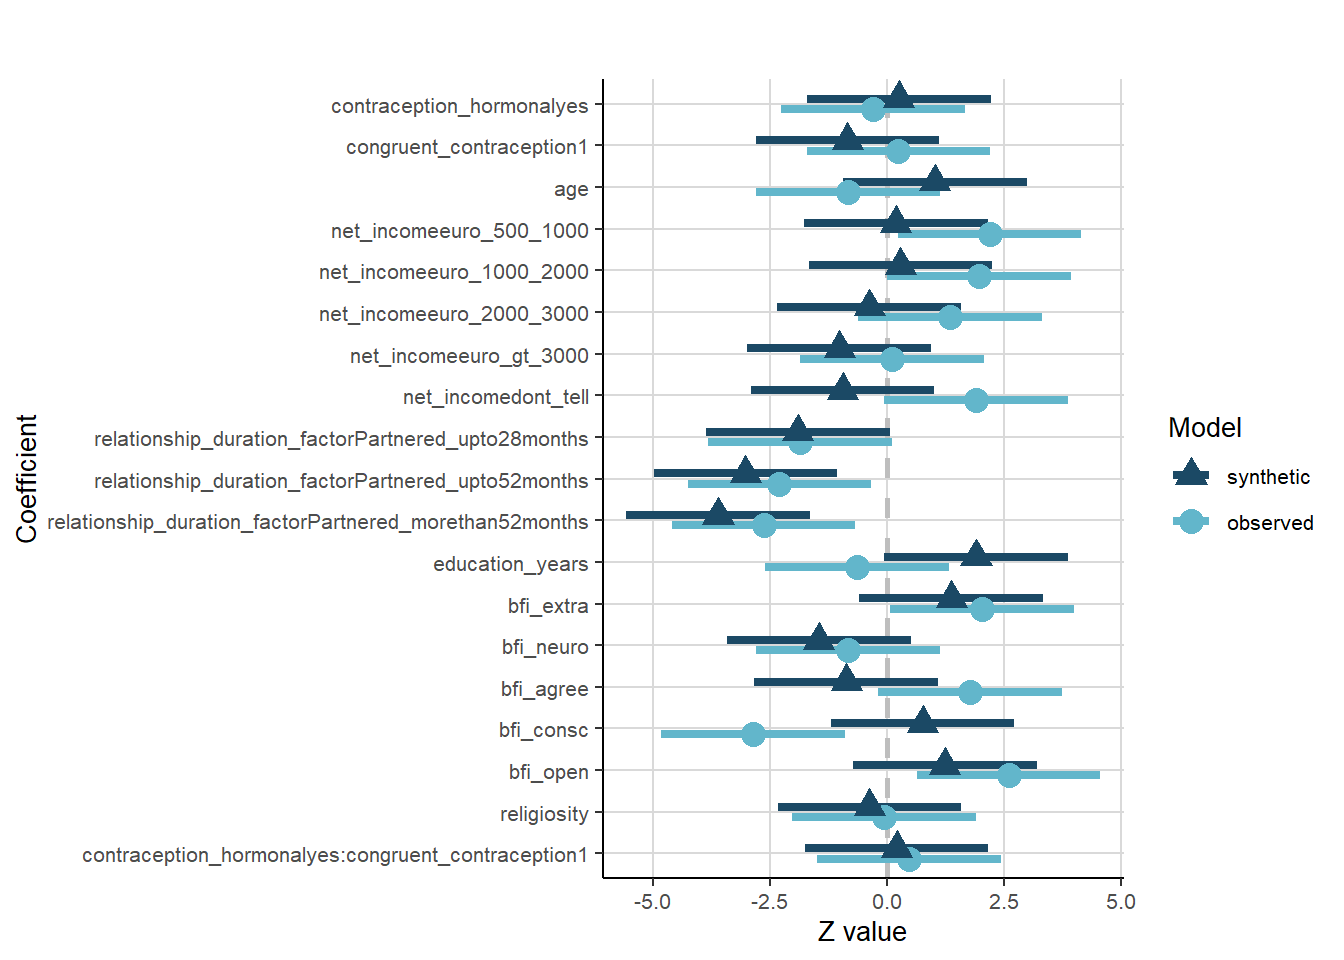 contraception_hormonalyes
congruent_contraception1
age
net_incomeeuro_500_1000
net_incomeeuro_1000_2000
net_incomeeuro_2000_3000
net_incomeeuro_gt_3000
net_incomedont_tell
relationship_duration_factorPartnered_upto28months
relationship_duration_factorPartnered_upto52months
relationship_duration_factorPartnered_morethan52months
education_years
bfi_extra
bfi_neuro
bfi_agree
bfi_consc
bfi_open
religiosity
contraception_hormonalyes:congruent_contraception1
Coefficient
-5.0 -2.5 0.0 2.5 5.0
Z value
Model
synthetic
observed